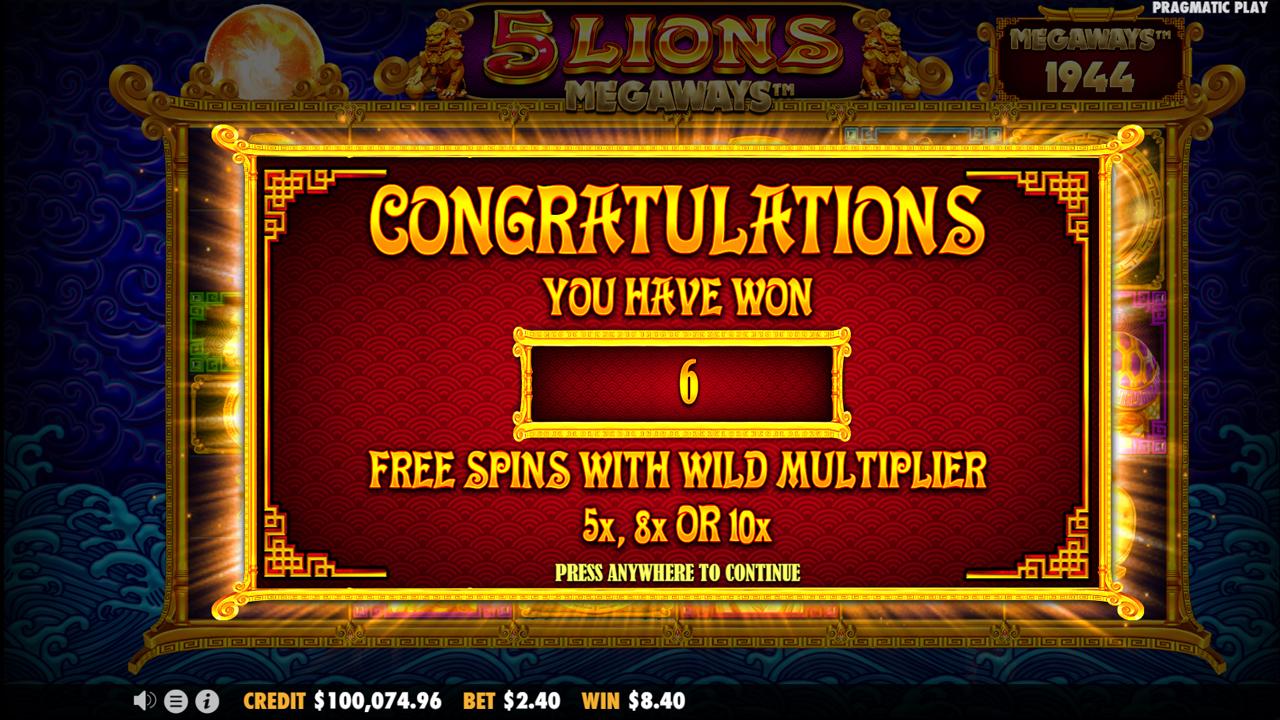 PRAGMATIC PLAY
5 LIONS
MEGAWAYS™
MEGAWAYS™
1944
CONGRATULATIONS
YOU HAVE WON
6
FREE SPINS WITH WILD MULTIPLIER
5x, 8x OR 10x
PRESS ANYWHERE TO CONTINUE
CREDIT $100,074.96 BET $2.40 WIN $8.40